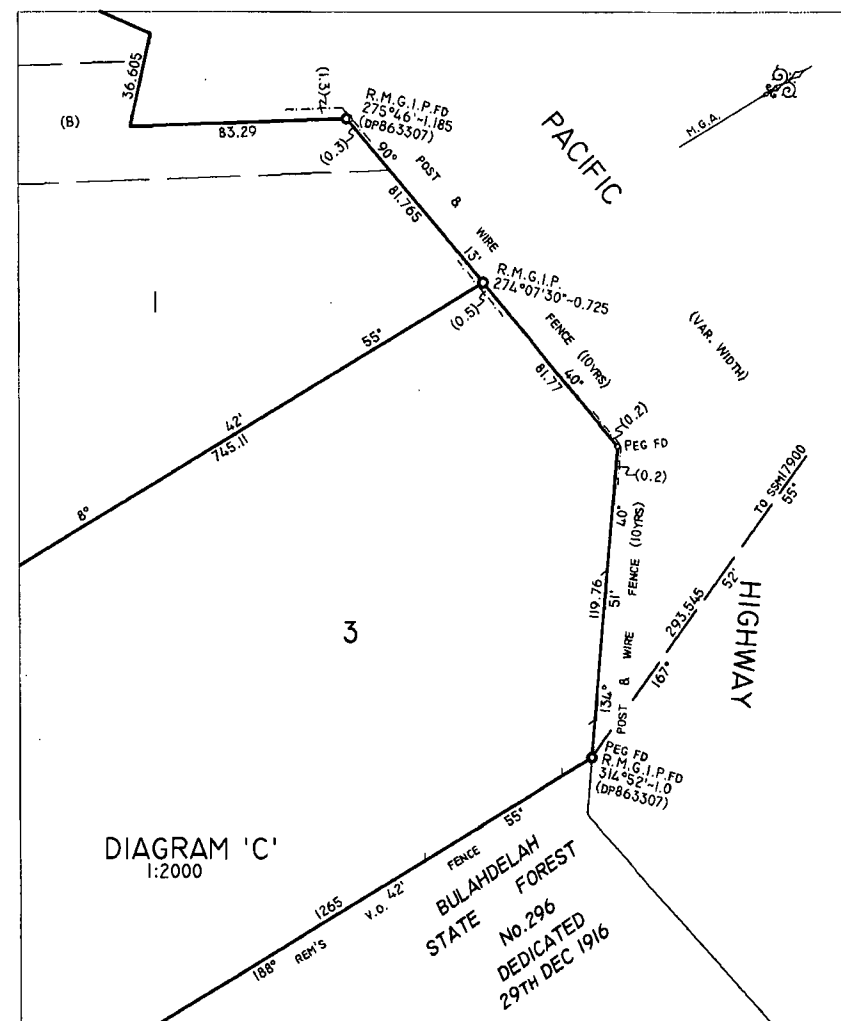 36.605
(B)
83.29
(1.3)
R.M.G.I.P.FD
275°46'~1.185
(DP863307)
(0.3)
90° 13' 40"
81.765
POST & WIRE FENCE (10YRS)
PACIFIC
M.G.A.
R.M.G.I.P.
274°07'30"~0.725
(0.5)
81.77
(VAR. WIDTH)
(0.2)
PEG FD
(0.2)
1
8° 42' 55"
745.11
TO SSM17900
167° 52' 55"
293.545
HIGHWAY
134° 51' 40"
119.76
POST & WIRE FENCE (10YRS)
3
PEG FD
R.M.G.I.P.FD
314°52'~1.0
(DP863307)
DIAGRAM 'C'
1:2000
188° 42' 55"
1265
REM'S V.O. FENCE
BULAHDELAH
STATE FOREST
No.296
DEDICATED
29TH DEC 1916